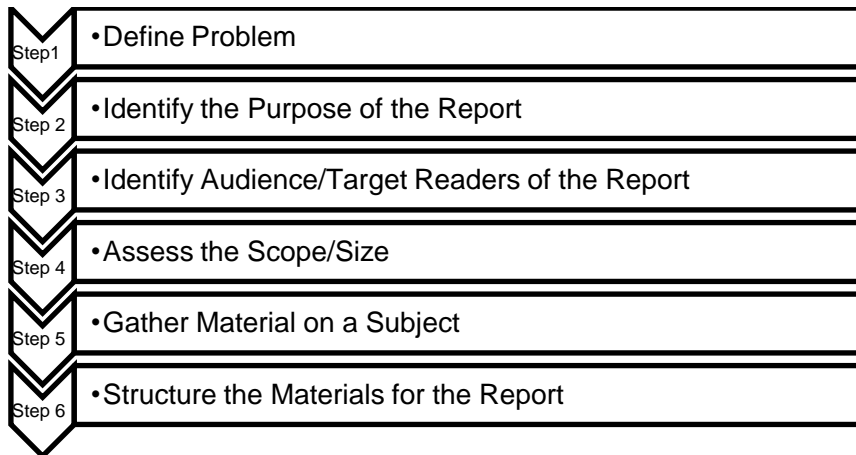 Step1 •Define Problem
Step 2 •Identify the Purpose of the Report
Step 3 •Identify Audience/Target Readers of the Report
Step 4 •Assess the Scope/Size
Step 5 •Gather Material on a Subject
Step 6 •Structure the Materials for the Report